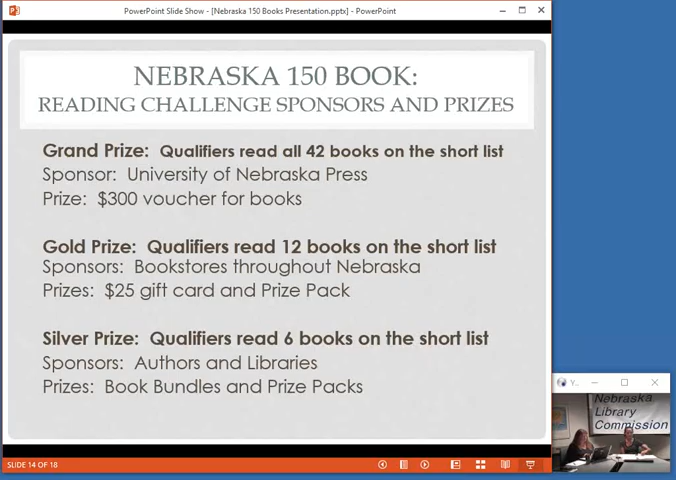 PowerPoint Slide Show - [Nebraska 150 Books Presentation.pptx] - PowerPoint
NEBRASKA 150 BOOK:
READING CHALLENGE SPONSORS AND PRIZES
Grand Prize: Qualifiers read all 42 books on the short list
Sponsor: University of Nebraska Press
Prize: $300 voucher for books
Gold Prize: Qualifiers read 12 books on the short list
Sponsors: Bookstores throughout Nebraska
Prizes: $25 gift card and Prize Pack
Silver Prize: Qualifiers read 6 books on the short list
Sponsors: Authors and Libraries
Prizes: Book Bundles and Prize Packs
SLIDE 14 OF 18
Y...
Nebraska
Library
Commission